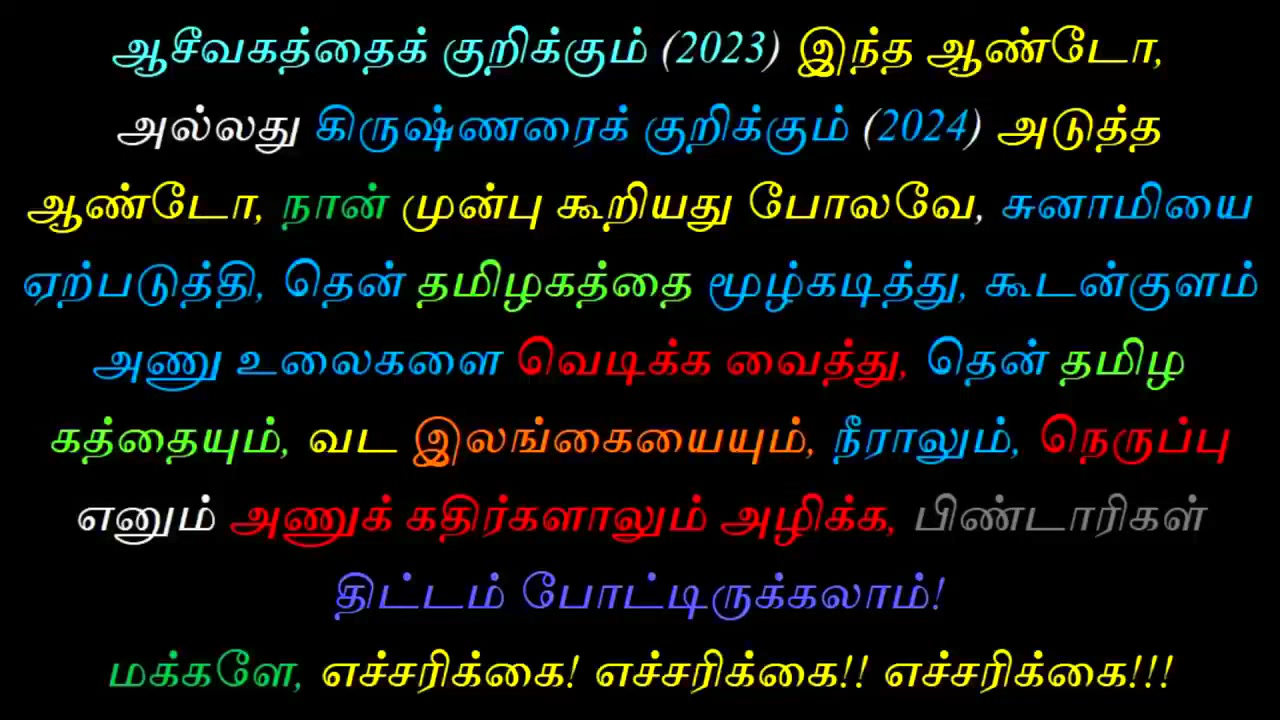 ஆசீவகத்தைக் குறிக்கும் (2023) இந்த ஆண்டோ,
அல்லது கிருஷ்ணரைக் குறிக்கும் (2024) அடுத்த
ஆண்டோ, நான் முன்பு கூறியது போலவே, சுனாமியை
ஏற்படுத்தி, தென் தமிழகத்தை மூழ்கடித்து, கூடன்குளம்
அணு உலைகளை வெடிக்க வைத்து, தென் தமிழ
கத்தையும், வட இலங்கையையும், நீராலும், நெருப்பு
எனும் அணுக் கதிர்களாலும் அழிக்க, பிண்டாரிகள்
திட்டம் போட்டிருக்கலாம்!
மக்களே, எச்சரிக்கை! எச்சரிக்கை!! எச்சரிக்கை!!!